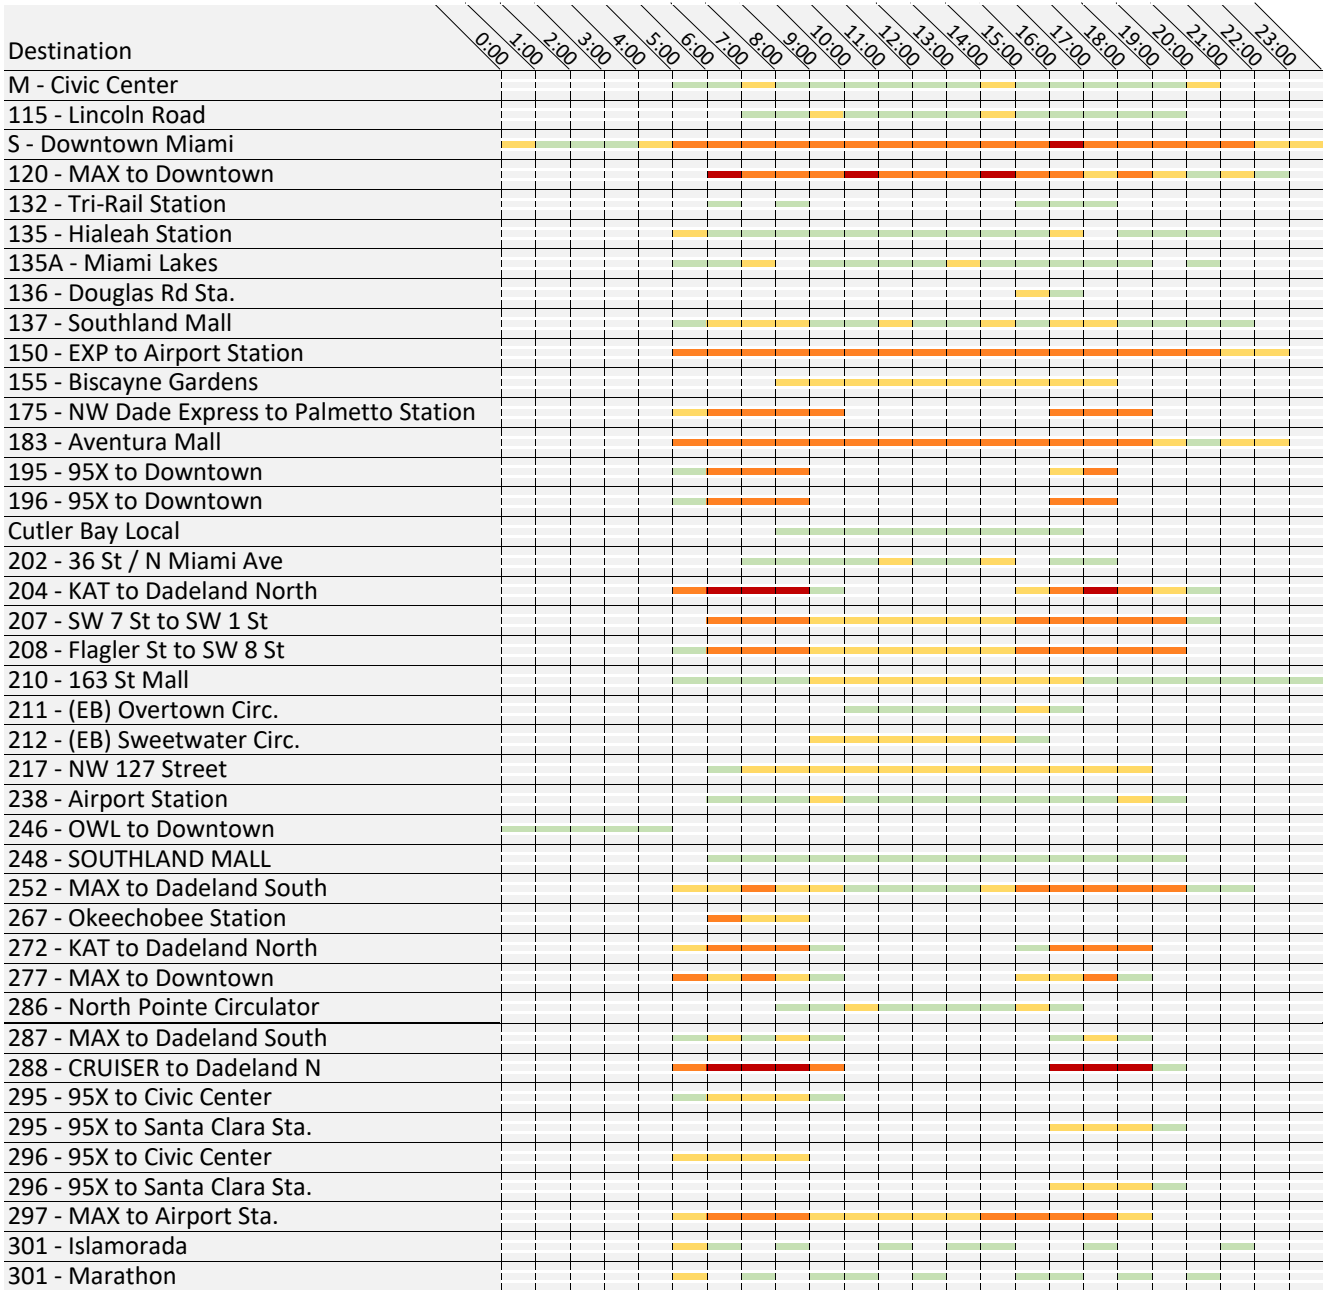 0:00 1:00 2:00 3:00 4:00 5:00 6:00 7:00 8:00 9:00 10:00 11:00 12:00 13:00 14:00 15:00 16:00 17:00 18:00 19:00 20:00 21:00 22:00 23:00
Destination
M - Civic Center
115 - Lincoln Road
S - Downtown Miami
120 - MAX to Downtown
132 - Tri-Rail Station
135 - Hialeah Station
135A - Miami Lakes
136 - Douglas Rd Sta.
137 - Southland Mall
150 - EXP to Airport Station
155 - Biscayne Gardens
175 - NW Dade Express to Palmetto Station
183 - Aventura Mall
195 - 95X to Downtown
196 - 95X to Downtown
Cutler Bay Local
202 - 36 St / N Miami Ave
204 - KAT to Dadeland North
207 - SW 7 St to SW 1 St
208 - Flagler St to SW 8 St
210 - 163 St Mall
211 - (EB) Overtown Circ.
212 - (EB) Sweetwater Circ.
217 - NW 127 Street
238 - Airport Station
246 - OWL to Downtown
248 - SOUTHLAND MALL
252 - MAX to Dadeland South
267 - Okeechobee Station
272 - KAT to Dadeland North
277 - MAX to Downtown
286 - North Pointe Circulator
287 - MAX to Dadeland South
288 - CRUISER to Dadeland N
295 - 95X to Civic Center
295 - 95X to Santa Clara Sta.
296 - 95X to Civic Center
296 - 95X to Santa Clara Sta.
297 - MAX to Airport Sta.
301 - Islamorada
301 - Marathon